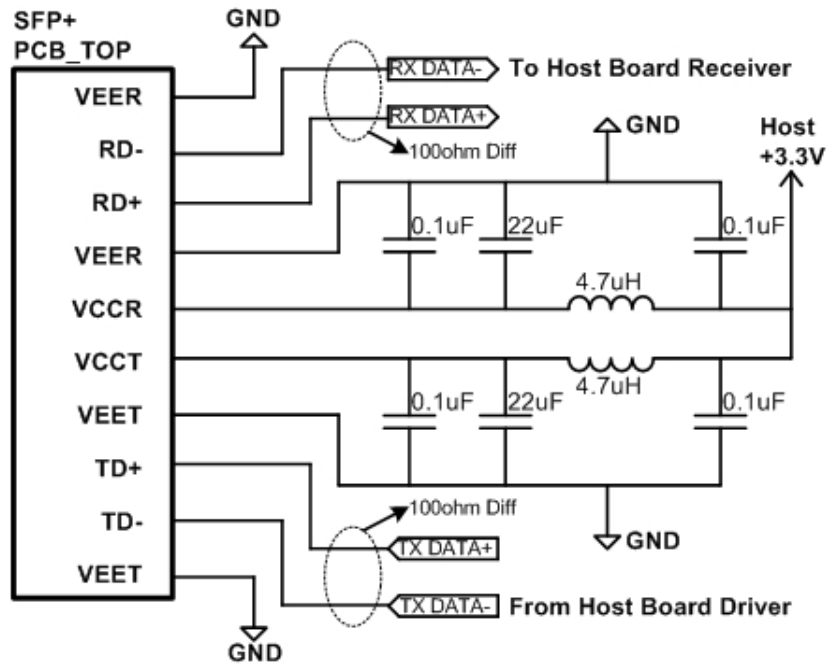 SFP+
PCB_TOP
GND
VEER
RD-
RD+
VEER
VCCR
VCCT
VEET
TD+
TD-
VEET
RX DATA-
To Host Board Receiver
RX DATA+
100ohm Diff
GND
Host
+3.3V
0.1uF
22uF
0.1uF
4.7uH
4.7uH
0.1uF
22uF
0.1uF
100ohm Diff
TX DATA+
GND
TX DATA-
From Host Board Driver
GND